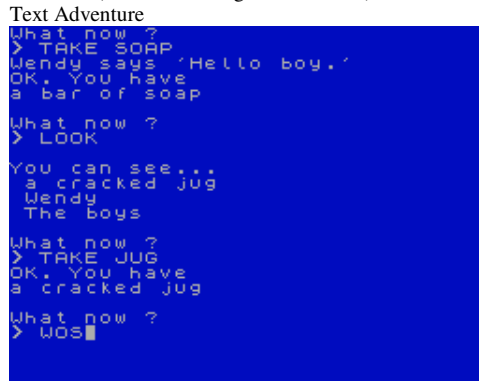 Text Adventure
What now ?
> TAKE SOAP
Wendy says 'Hello boy.'
OK. You have
a bar of soap
What now ?
> LOOK
You can see...
a cracked jug
Wendy
The boys
What now ?
> TAKE JUG
OK. You have
a cracked jug
What now ?
> WOS